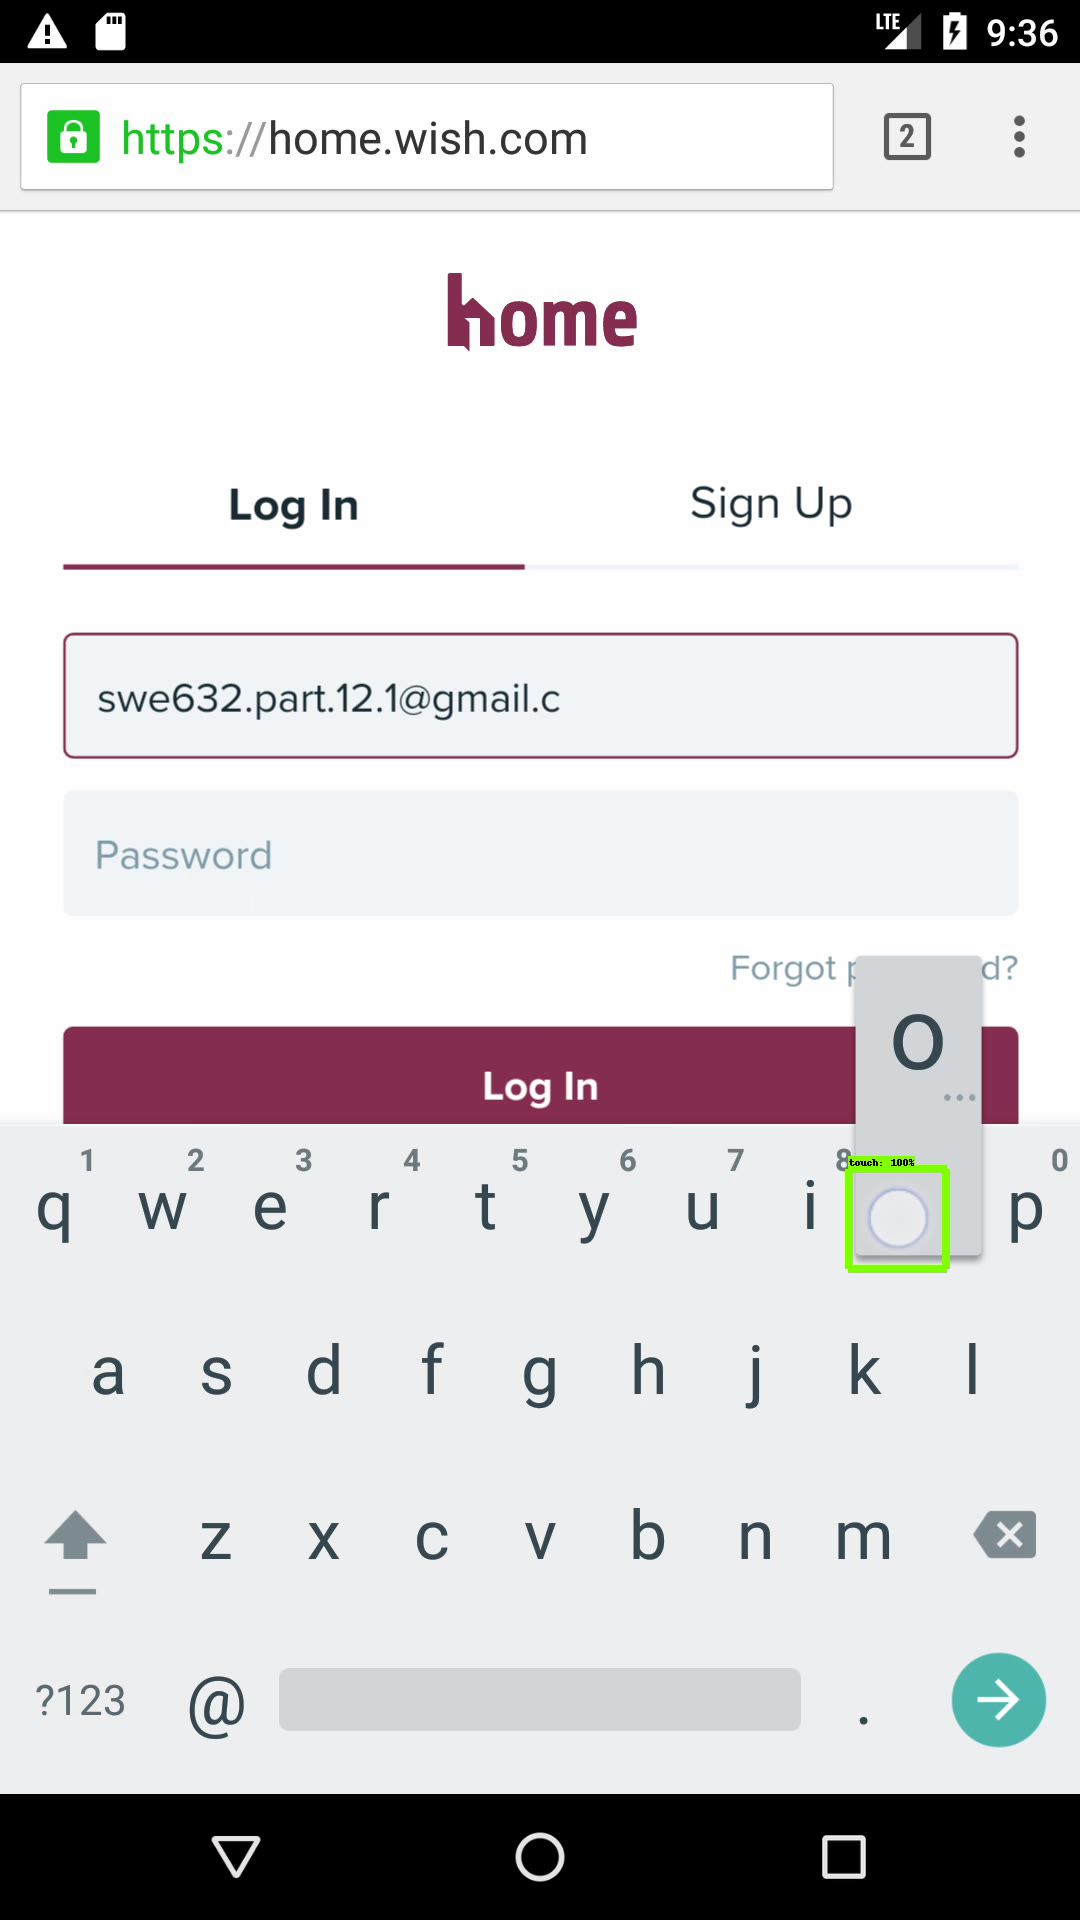 LTE 9:36
https://home.wish.com 2
home
Log In Sign Up
swe632.part.12.1@gmail.c
Password
Forgot p d?
o
Log In
...
1 2 3 4 5 6 7 8 0
touch: 100%
q w e r t y u i p
a s d f g h j k l
z x c v b n m
?123 @ .